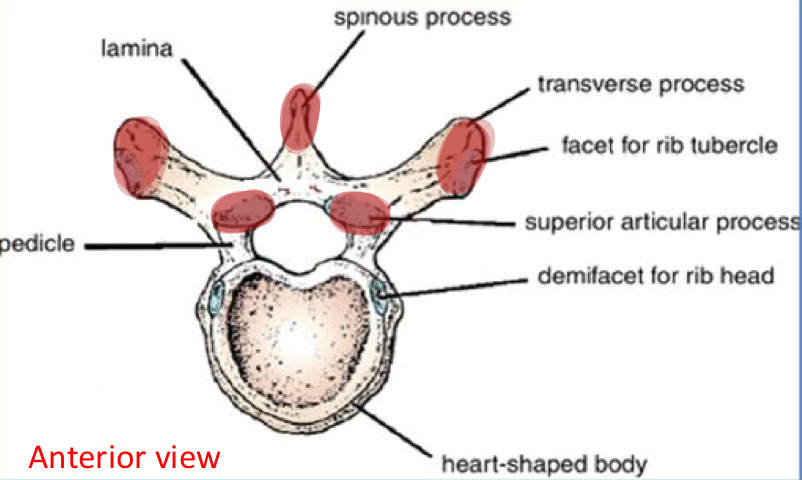 spinous process
lamina
transverse process
facet for rib tubercle
superior articular process
pedicle
demifacet for rib head
heart-shaped body
Anterior view